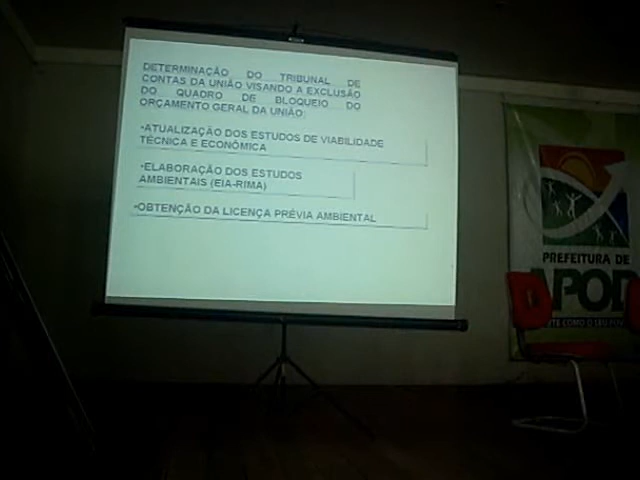 DETERMINAÇÃO DO TRIBUNAL DE
CONTAS DA UNIÃO VISANDO A EXCLUSÃO
DO QUADRO DE BLOQUEIO DO
ORÇAMENTO GERAL DA UNIÃO:
•ATUALIZAÇÃO DOS ESTUDOS DE VIABILIDADE
TÉCNICA E ECONÔMICA
•ELABORAÇÃO DOS ESTUDOS
AMBIENTAIS (EIA-RIMA)
•OBTENÇÃO DA LICENÇA PRÉVIA AMBIENTAL
PREFEITURA DE
APOD
COMO O SEU